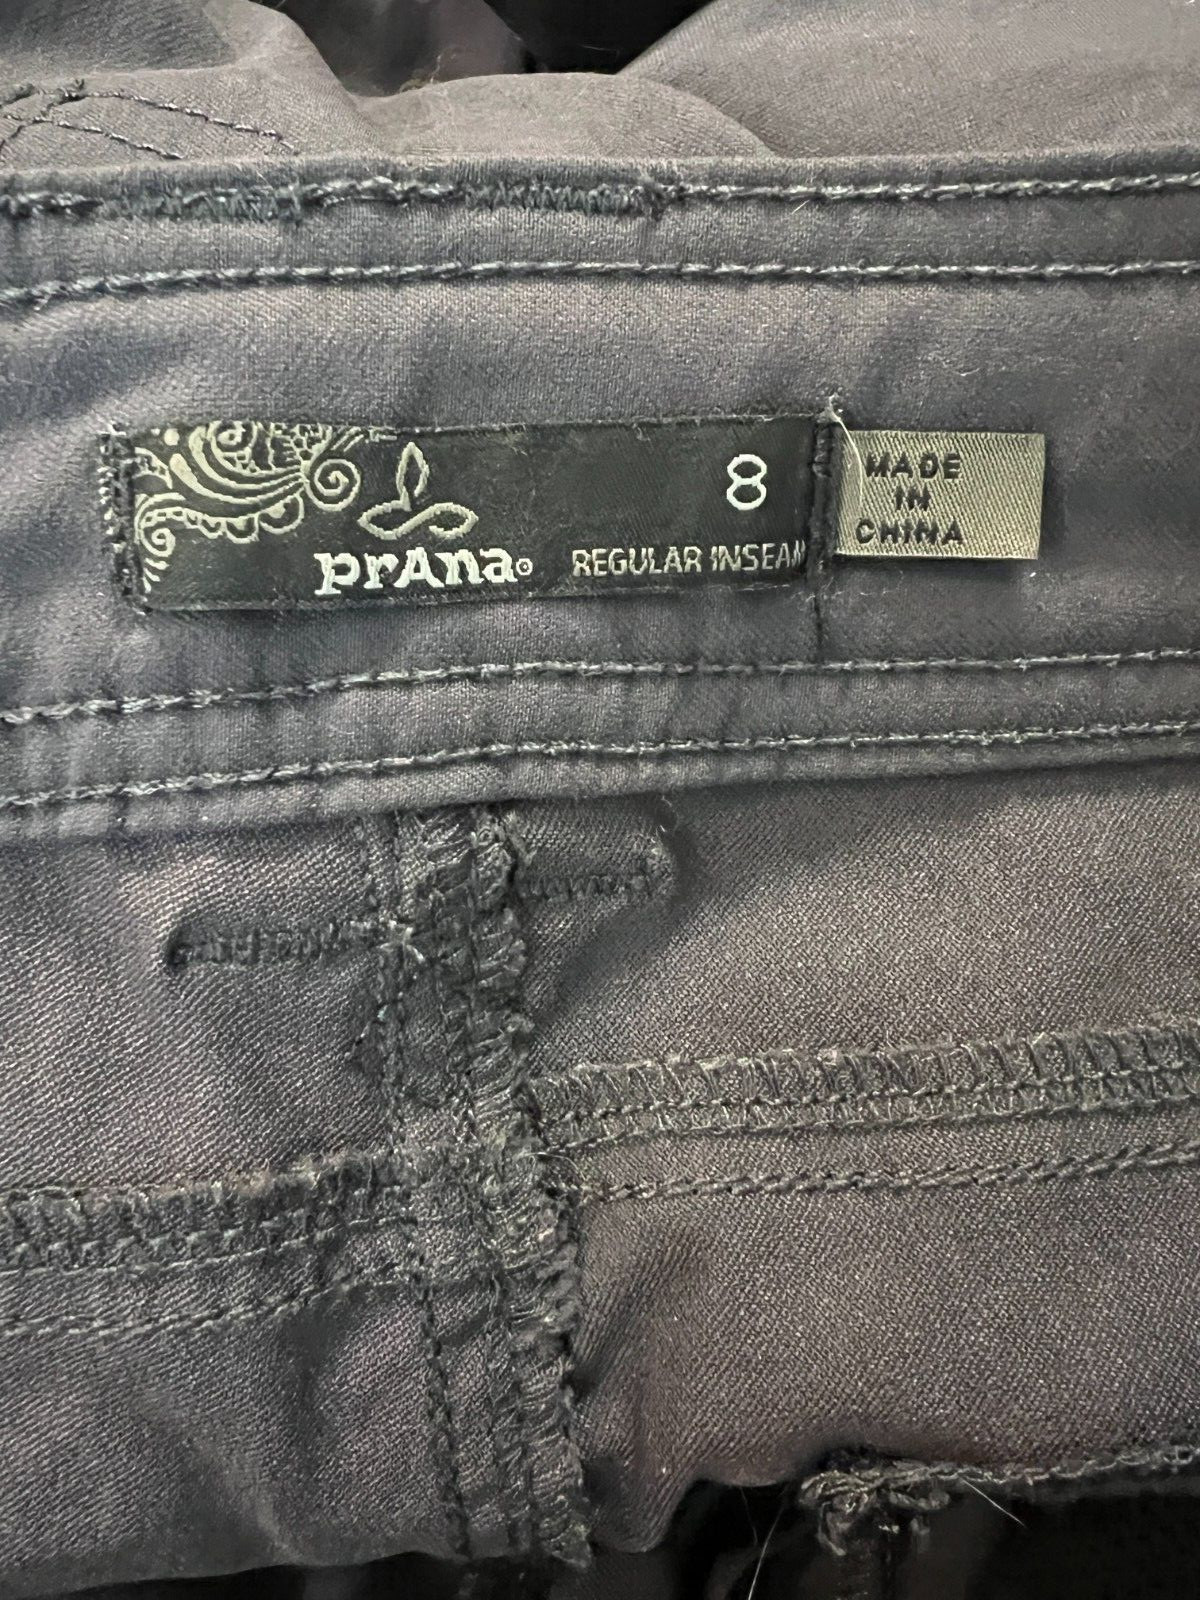 8
prAna®
REGULAR INSEAM
MADE
IN
CHINA